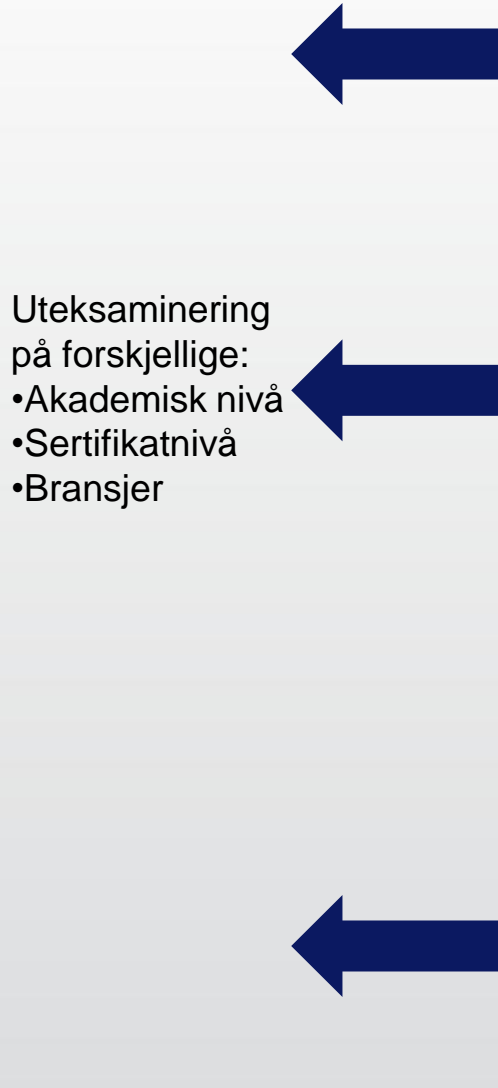 Uteksaminering
på forskjellige:
•Akademisk nivå
•Sertifikatnivå
•Bransjer